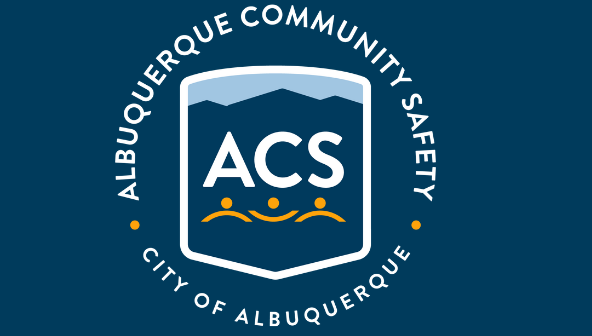 ALBUQUERQUE COMMUNITY SAFETY
ACS
CITY OF ALBUQUERQUE